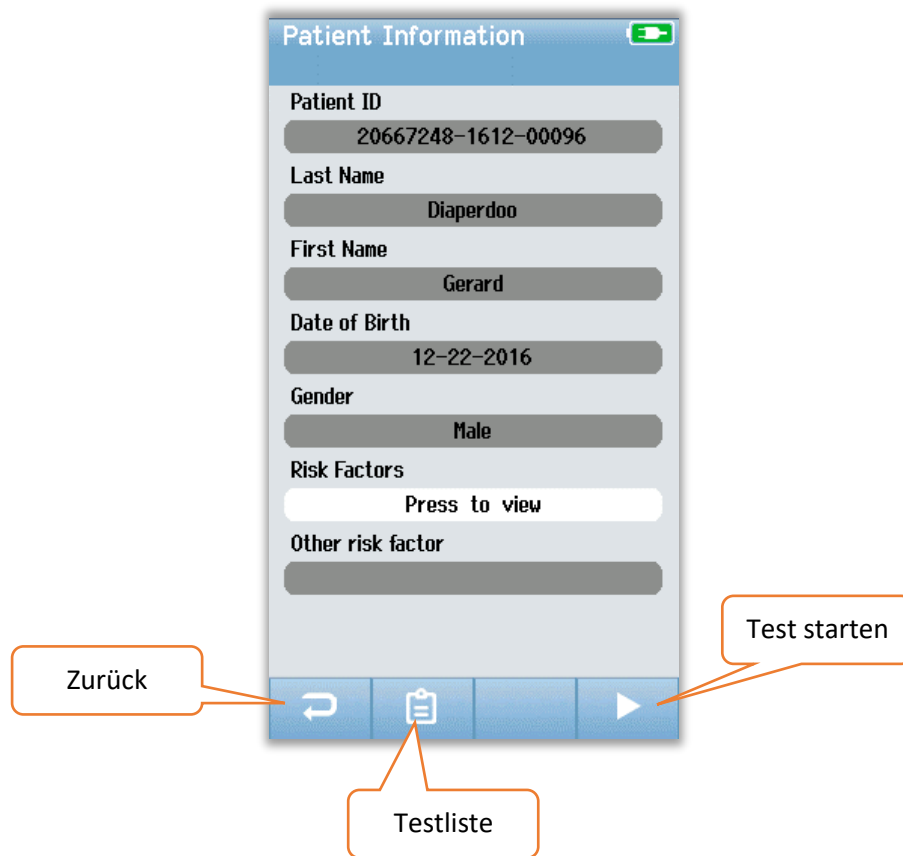 Patient Information
Patient ID
20667248-1612-00096
Last Name
Diaperdoo
First Name
Gerard
Date of Birth
12-22-2016
Gender
Male
Risk Factors
Press to view
Other risk factor
Test starten
Zurück
Testliste